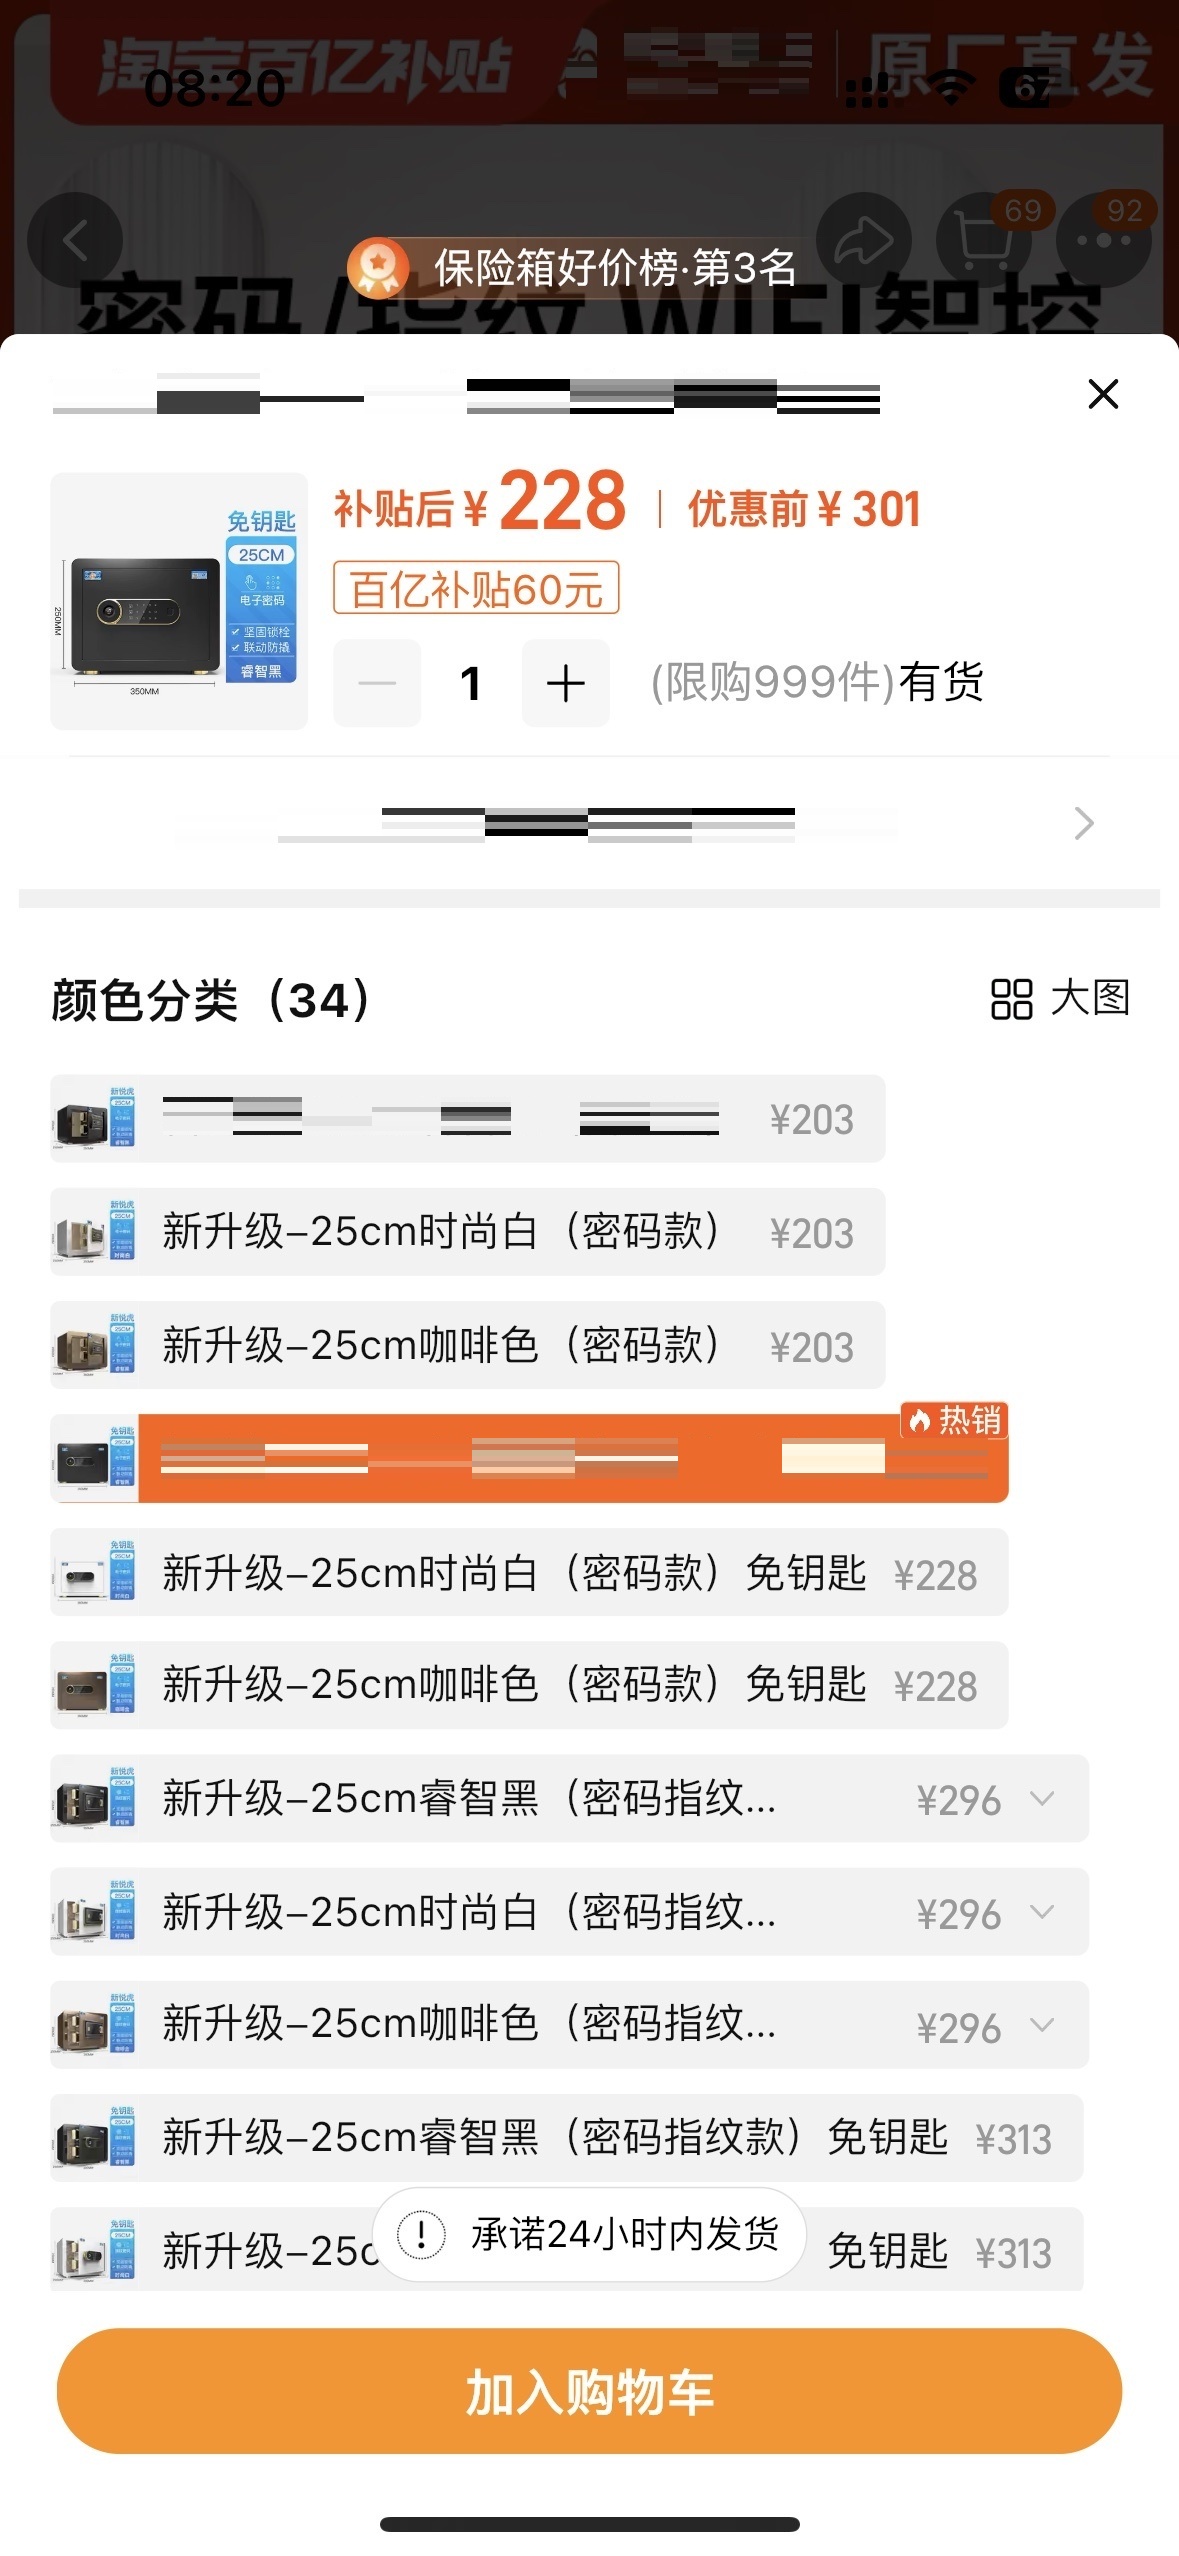 淘宝百亿补贴
原厂直发
08:20
67
69
92
保险箱好价榜·第3名
密码/指纹 WIFI智控
补贴后¥228 | 优惠前¥301
百亿补贴60元
1
(限购999件)有货
免钥匙
25CM
电子密码
坚固锁栓
联动防撬
睿智黑
250MM
350MM
颜色分类（34）
大图
¥203
新升级–25cm时尚白（密码款） ¥203
新升级–25cm咖啡色（密码款） ¥203
热销
新升级–25cm时尚白（密码款）免钥匙 ¥228
新升级–25cm咖啡色（密码款）免钥匙 ¥228
新升级–25cm睿智黑（密码指纹... ¥296
新升级–25cm时尚白（密码指纹... ¥296
新升级–25cm咖啡色（密码指纹... ¥296
新升级–25cm睿智黑（密码指纹款）免钥匙 ¥313
新升级–25c
免钥匙 ¥313
承诺24小时内发货
加入购物车